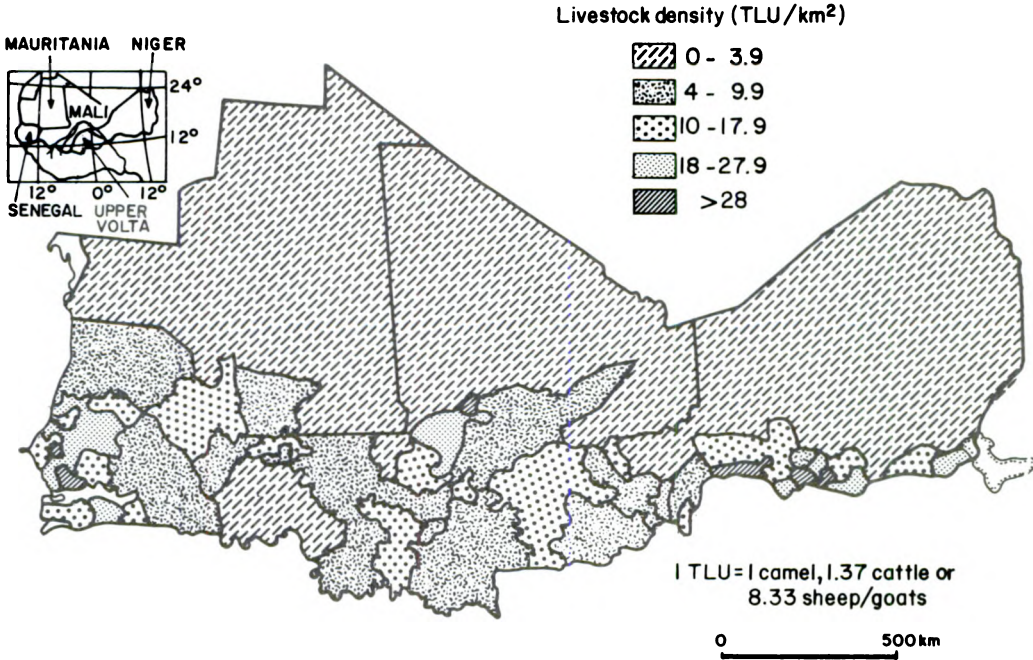 Livestock density (TLU/km²)
0 - 3.9
4 - 9.9
10 -17.9
18 -27.9
>28
MAURITANIA NIGER
24°
MALI
12°
12° 0° 12°
SENEGAL UPPER
VOLTA
1 TLU = 1 camel, 1.37 cattle or
8.33 sheep/goats
0 500km